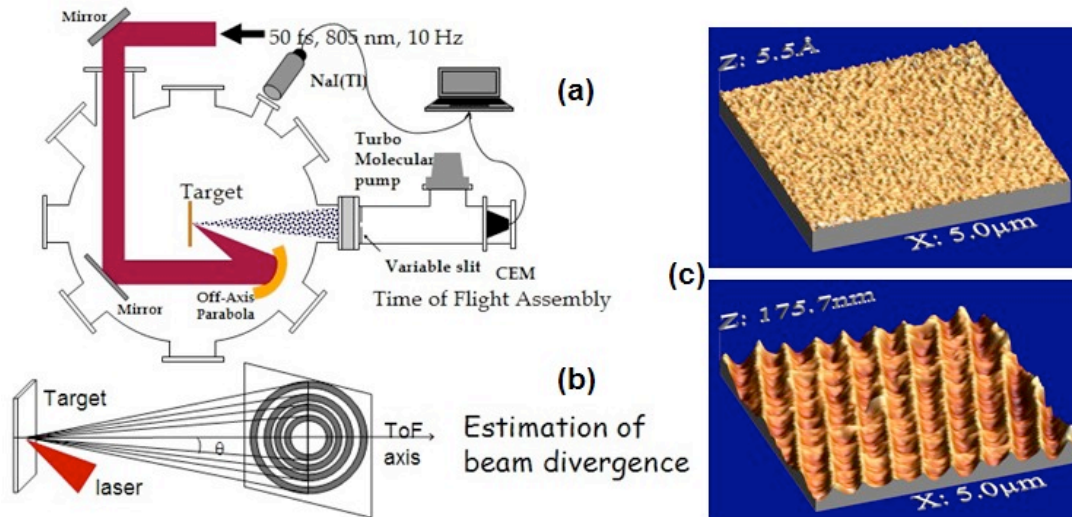 Mirror
50 fs, 805 nm, 10 Hz
NaI(Tl)
(a)
Turbo
Molecular
pump
Target
Variable slit
CEM
Mirror
Off-Axis
Parabola
Time of Flight Assembly
(b)
Target
θ
ToF
axis
laser
Estimation of
beam divergence
(c)
Z: 5.5Å
X: 5.0µm
Z: 175.7nm
X: 5.0µm